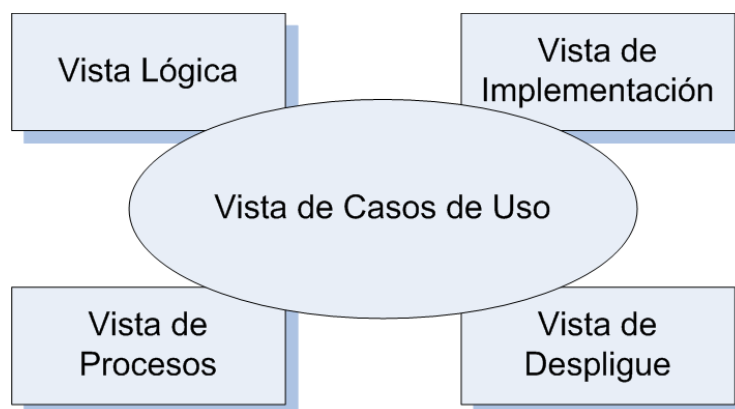 Vista Lógica
Vista de
Implementación
Vista de Casos de Uso
Vista de
Procesos
Vista de
Despligue